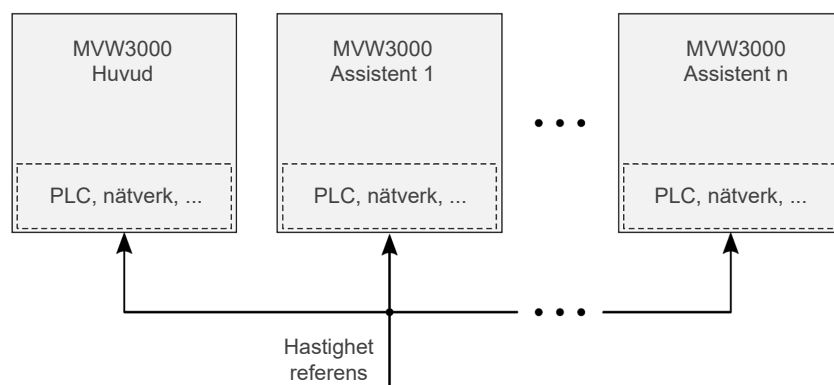 MVW3000
Huvud
MVW3000
Assistent 1
MVW3000
Assistent n
PLC, nätverk, ...
PLC, nätverk, ...
PLC, nätverk, ...
Hastighet
referens